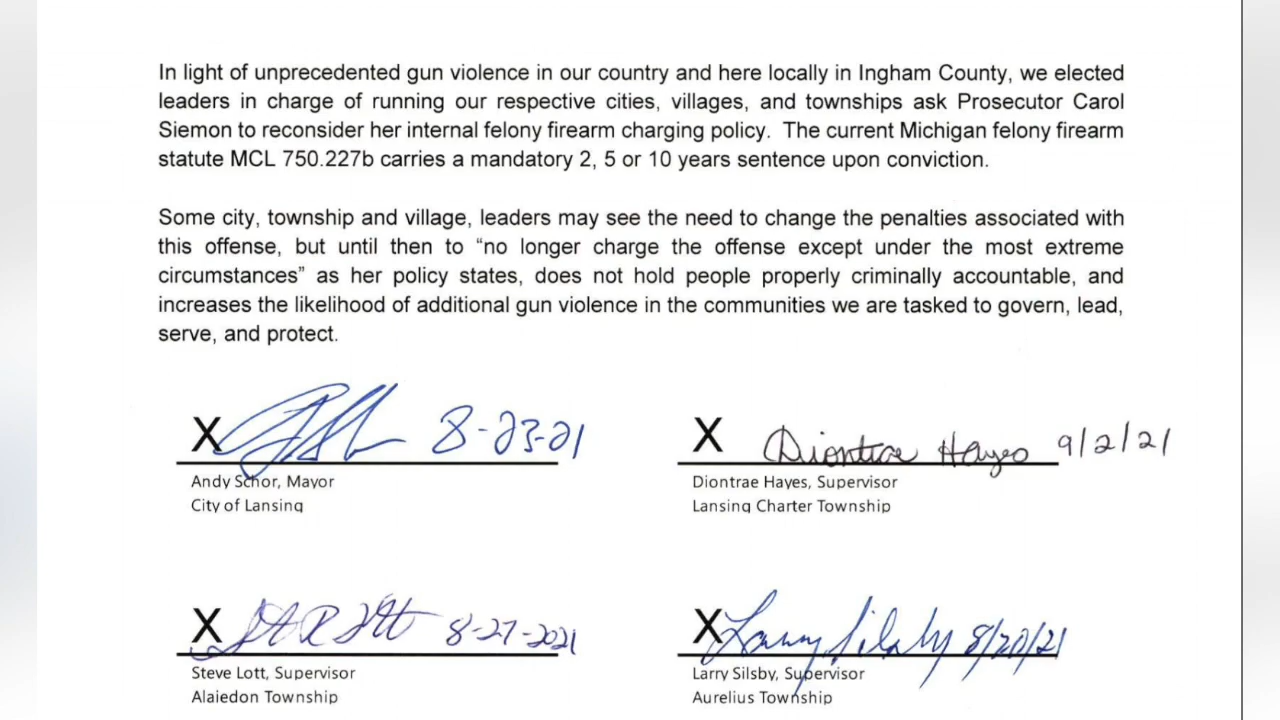 In light of unprecedented gun violence in our country and here locally in Ingham County, we elected
leaders in charge of running our respective cities, villages, and townships ask Prosecutor Carol
Siemon to reconsider her internal felony firearm charging policy.  The current Michigan felony firearm
statute MCL 750.227b carries a mandatory 2, 5 or 10 years sentence upon conviction.
Some city, township and village, leaders may see the need to change the penalties associated with
this offense, but until then to “no longer charge the offense except under the most extreme
circumstances” as her policy states, does not hold people properly criminally accountable, and
increases the likelihood of additional gun violence in the communities we are tasked to govern, lead,
serve, and protect.
X 8-23-21
Andy Schor, Mayor
City of Lansing
X Diontrae Hayes 9/2/21
Diontrae Hayes, Supervisor
Lansing Charter Township
X 8-27-2021
Steve Lott, Supervisor
Alaiedon Township
X Larry Silsby 8/20/21
Larry Silsby, Supervisor
Aurelius Township